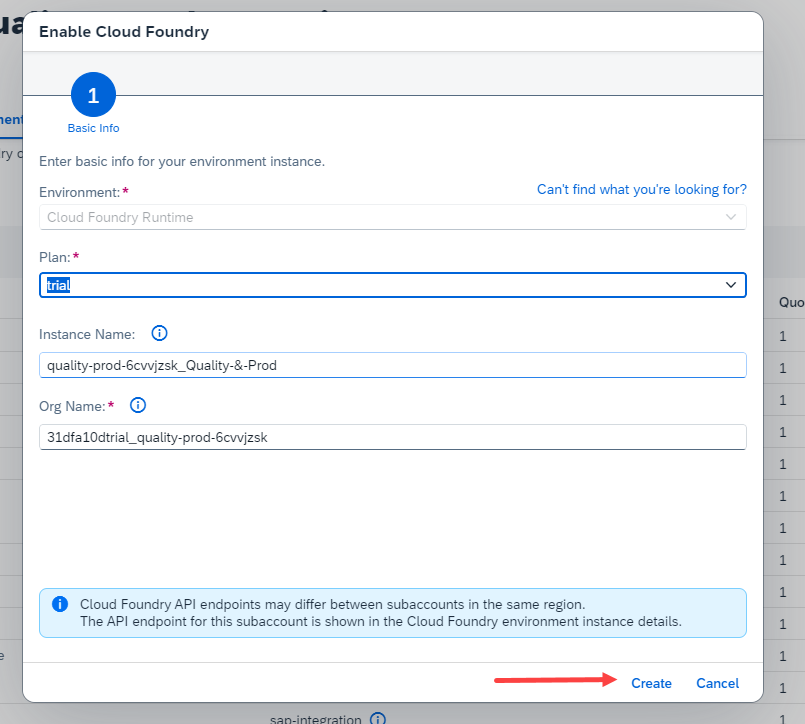 Enable Cloud Foundry
1
Basic Info
Enter basic info for your environment instance.
Environment:*
Can't find what you're looking for?
Cloud Foundry Runtime
Plan:*
trial
Instance Name:
quality-prod-6cvvjzsk_Quality-&-Prod
Org Name:*
31dfa10dtrial_quality-prod-6cvvjzsk
Cloud Foundry API endpoints may differ between subaccounts in the same region.
The API endpoint for this subaccount is shown in the Cloud Foundry environment instance details.
Create Cancel
Quo
1
1
1
1
1
1
1
1
1
1
1
1
1
sap-integration